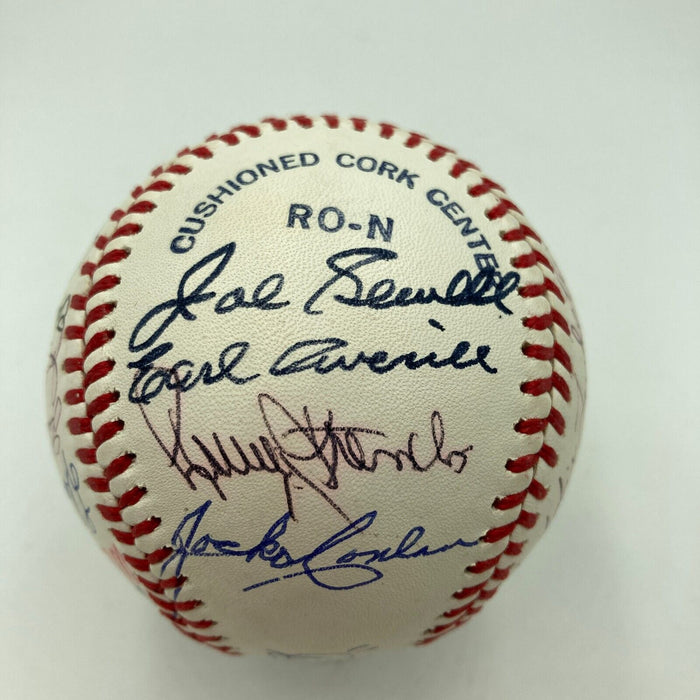 CUSHIONED CORK CENTER
RO-N
Joe Sewell
Earl Averill
Jocko Conlan